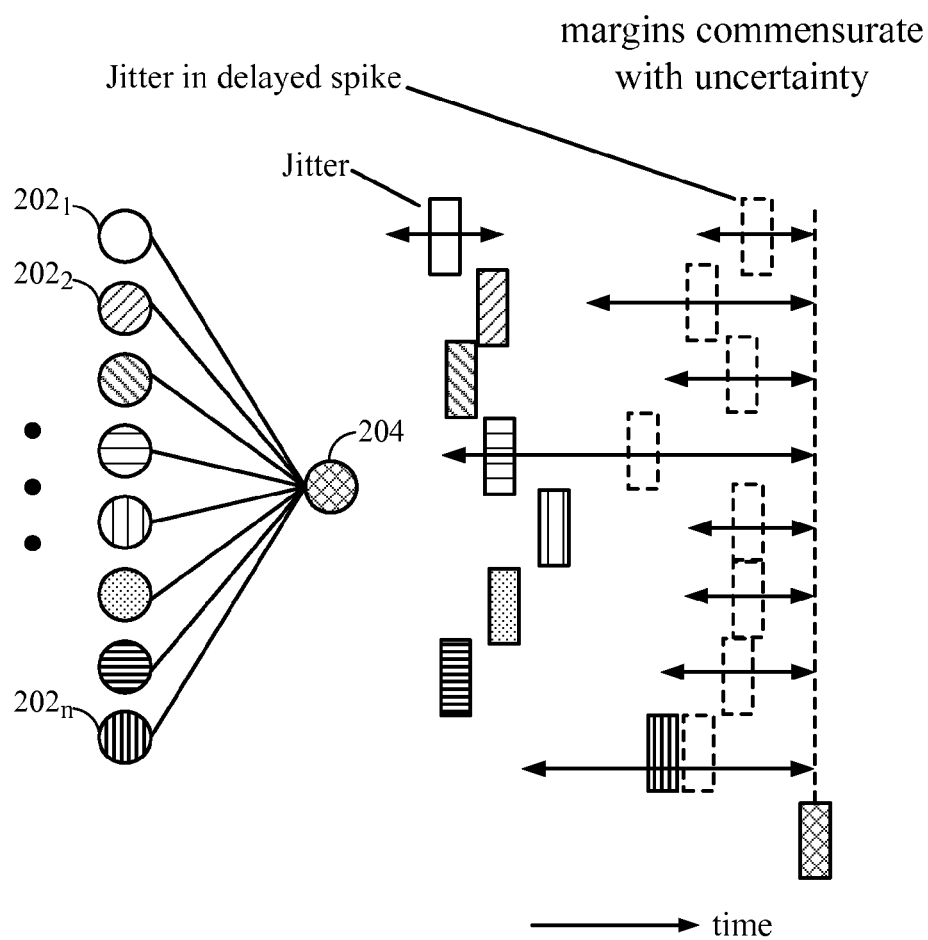 margins commensurate
with uncertainty
Jitter in delayed spike
Jitter
202₁
202₂
204
202ₙ
time